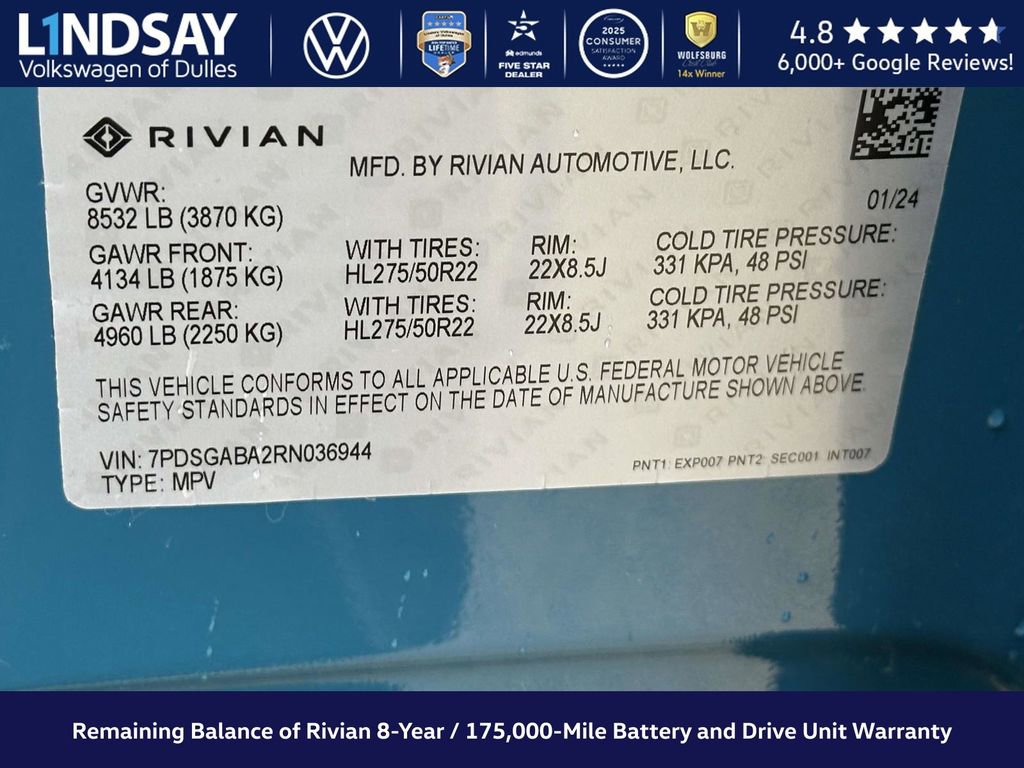 L1NDSAY
Volkswagen of Dulles
LIFETIME
edmunds
FIVE STAR
DEALER
2025
CONSUMER
SATISFACTION
AWARD
WOLFSBURG
14x Winner
4.8
6,000+ Google Reviews!
RIVIAN
MFD. BY RIVIAN AUTOMOTIVE, LLC.
01/24
GVWR:
8532 LB (3870 KG)
GAWR FRONT: WITH TIRES: RIM: COLD TIRE PRESSURE:
4134 LB (1875 KG) HL275/50R22 22X8.5J 331 KPA, 48 PSI
GAWR REAR: WITH TIRES: RIM: COLD TIRE PRESSURE:
4960 LB (2250 KG) HL275/50R22 22X8.5J 331 KPA, 48 PSI
THIS VEHICLE CONFORMS TO ALL APPLICABLE U.S. FEDERAL MOTOR VEHICLE
SAFETY STANDARDS IN EFFECT ON THE DATE OF MANUFACTURE SHOWN ABOVE.
VIN: 7PDSGABA2RN036944
TYPE: MPV
PNT1: EXP007 PNT2: SEC001 INT007
Remaining Balance of Rivian 8-Year / 175,000-Mile Battery and Drive Unit Warranty